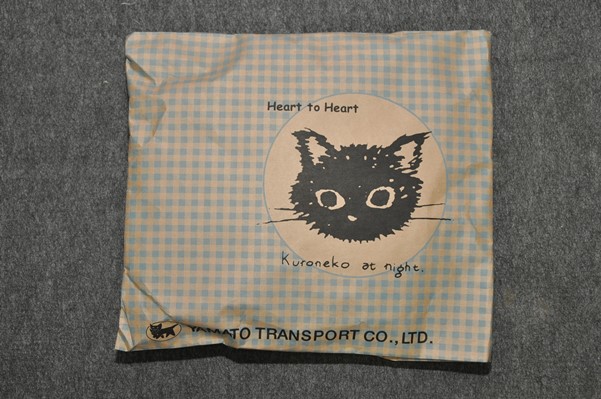 Heart to Heart
Kuroneko at night.
YAMATO TRANSPORT CO., LTD.